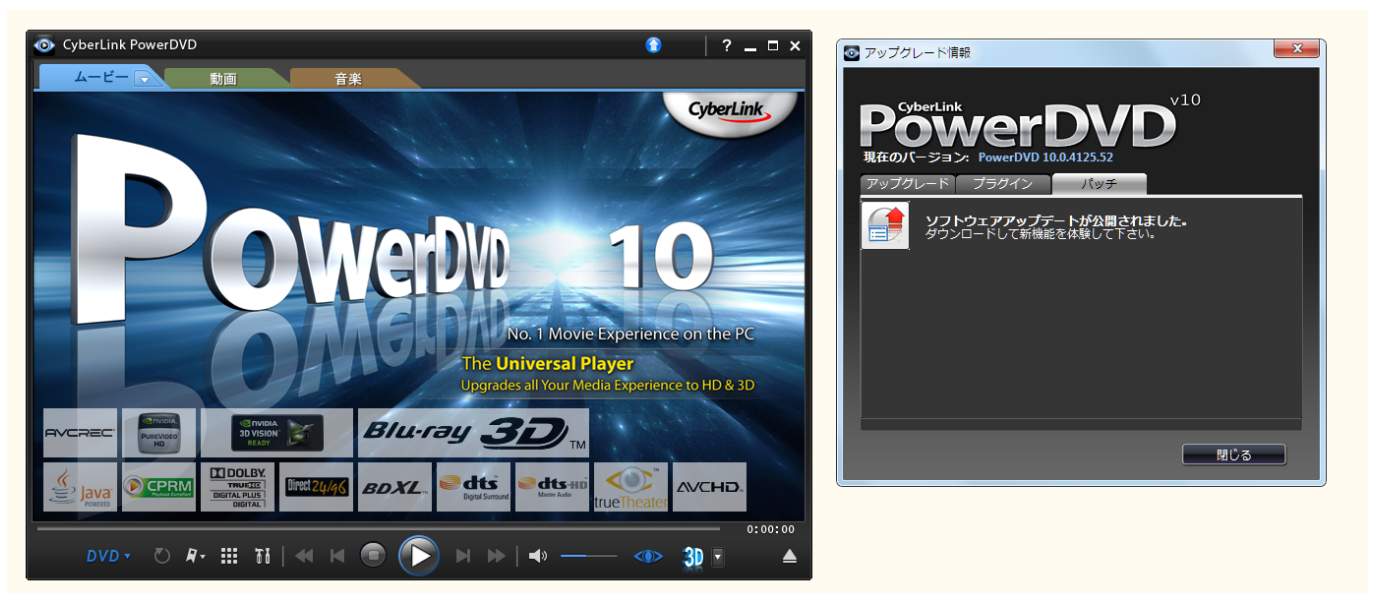 CyberLink PowerDVD
?
ムービー 動画 音楽
CyberLink
PowerDVD 10
No. 1 Movie Experience on the PC
The Universal Player
Upgrades all Your Media Experience to HD & 3D
AVCREC
NVIDIA
PUREVIDEO
HD
NVIDIA
3D VISION
READY
Blu-ray 3D TM
Java
POWERED
CPRM
Playback Compliant
DOLBY
TRUEHD
DIGITAL PLUS
DIGITAL
Direct 24/96
BDXL
dts
Digital Surround
dts-HD
Master Audio
trueTheater
AVCHD
0:00:00
DVD
3D
アップグレード情報
CyberLink
PowerDVD v10
現在のバージョン: PowerDVD 10.0.4125.52
アップグレード プラグイン パッチ
ソフトウェアアップデートが公開されました。
ダウンロードして新機能を体験して下さい。
閉じる